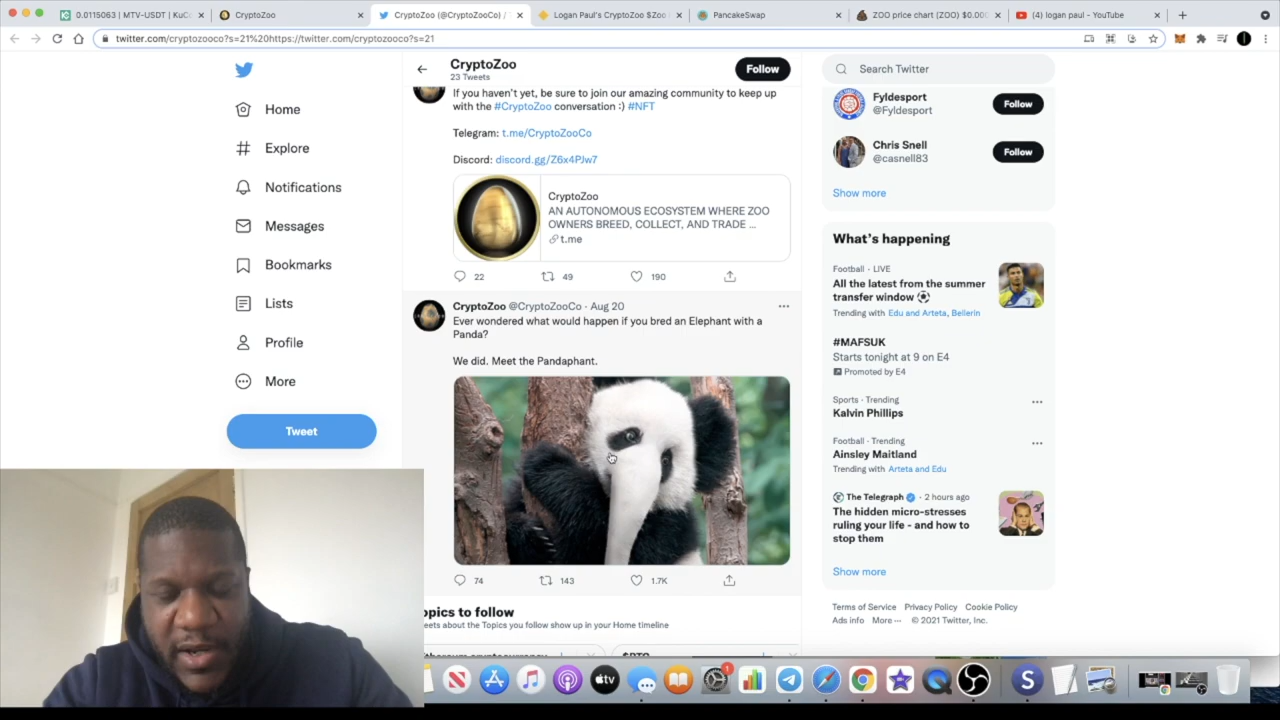 0.0115063 | MTV-USDT | KuC
CryptoZoo
CryptoZoo (@CryptoZooCo) /
Logan Paul's CryptoZoo $Zoo
PancakeSwap
ZOO price chart (ZOO) $0.00
(4) logan paul - YouTube
twitter.com/cryptozooco?s=21%20https://twitter.com/cryptozooco?s=21
Home
Explore
Notifications
Messages
Bookmarks
Lists
Profile
More
Tweet
CryptoZoo
23 Tweets
Follow
If you haven't yet, be sure to join our amazing community to keep up
with the #CryptoZoo conversation :) #NFT
Telegram: t.me/CryptoZooCo
Discord: discord.gg/Z6x4PJw7
CryptoZoo
AN AUTONOMOUS ECOSYSTEM WHERE ZOO
OWNERS BREED, COLLECT, AND TRADE ...
t.me
22 49 190
CryptoZoo @CryptoZooCo · Aug 20
Ever wondered what would happen if you bred an Elephant with a
Panda?
We did. Meet the Pandaphant.
74 143 1.7K
opics to follow
eets about the Topics you follow show up in your Home timeline
Search Twitter
Fyldesport
@Fyldesport
Follow
Chris Snell
@casnell83
Follow
Show more
What's happening
Football · LIVE
All the latest from the summer
transfer window
Trending with Edu and Arteta, Bellerin
#MAFSUK
Starts tonight at 9 on E4
Promoted by E4
Sports · Trending
Kalvin Phillips
Football · Trending
Ainsley Maitland
Trending with Arteta and Edu
The Telegraph · 2 hours ago
The hidden micro-stresses
ruling your life - and how to
stop them
Show more
Terms of Service Privacy Policy Cookie Policy
Ads info More ··· © 2021 Twitter, Inc.
tv
1
S